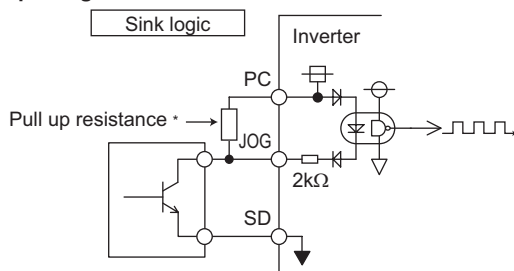 Sink logic
Inverter
PC
Pull up resistance *
JOG
2kΩ
SD